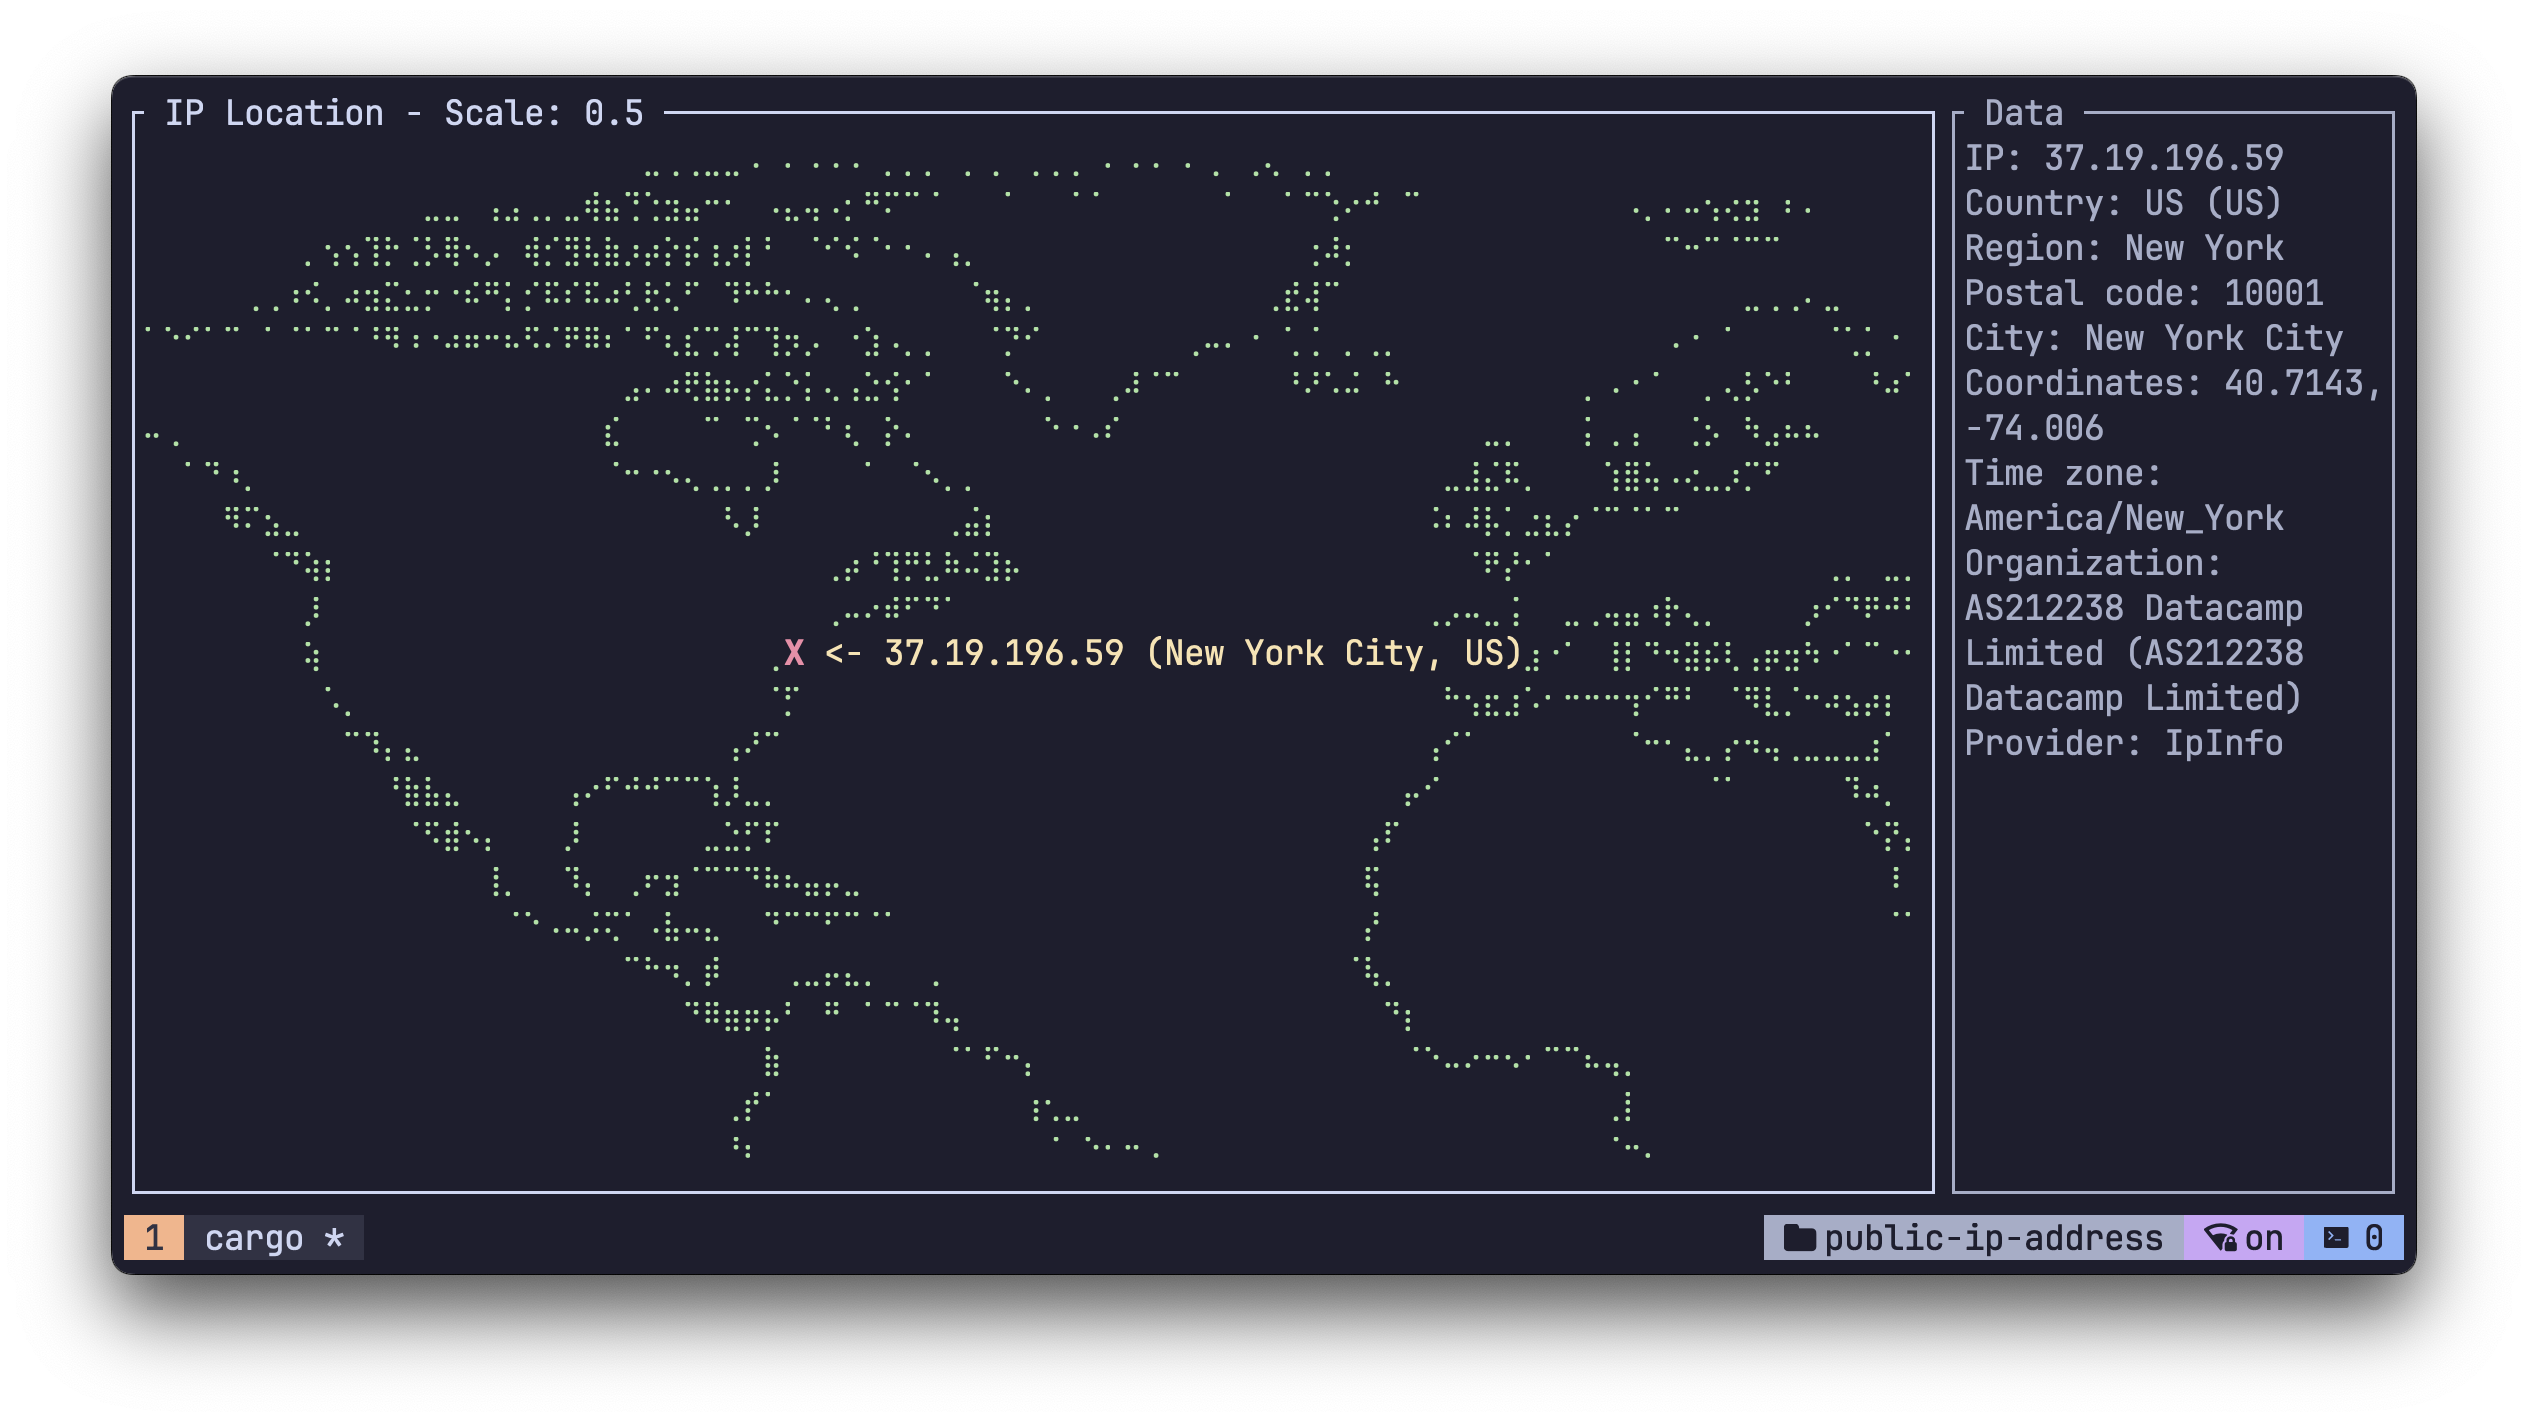 IP Location - Scale: 0.5
X <- 37.19.196.59 (New York City, US)
Data
IP: 37.19.196.59
Country: US (US)
Region: New York
Postal code: 10001
City: New York City
Coordinates: 40.7143,
-74.006
Time zone:
America/New_York
Organization:
AS212238 Datacamp
Limited (AS212238
Datacamp Limited)
Provider: IpInfo
1 cargo *
public-ip-address on 0